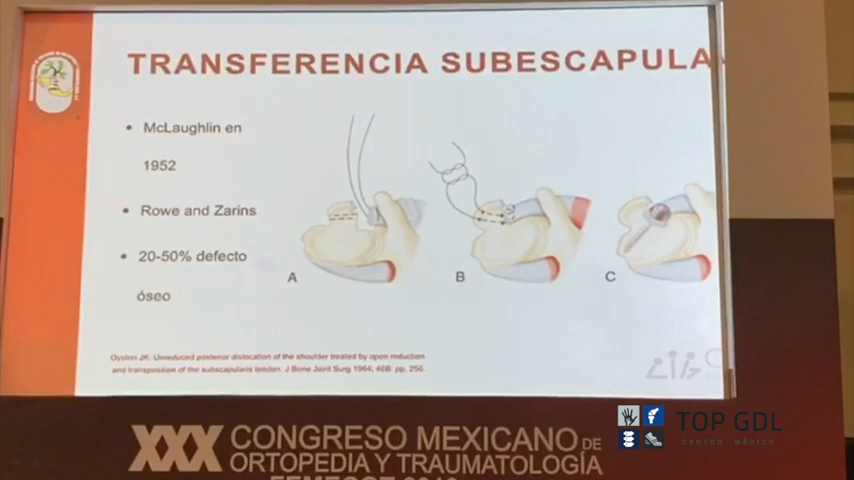 TRANSFERENCIA SUBESCAPULA
• McLaughlin en
1952
• Rowe and Zarins
• 20-50% defecto
óseo
A
B
C
Oyston JK: Unreduced posterior dislocation of the shoulder treated by open reduction
and transposition of the subscapularis tendon. J Bone Joint Surg 1964; 46B: pp. 256.
XXX CONGRESO MEXICANO DE
ORTOPEDIA Y TRAUMATOLOGÍA
TOP GDL
CENTRO MÉDICO